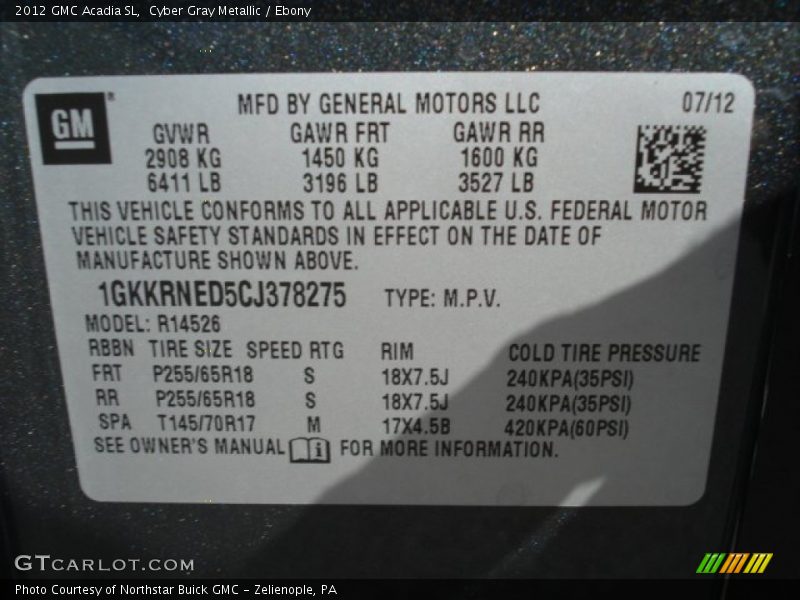 2012 GMC Acadia SL, Cyber Gray Metallic / Ebony
GM® MFD BY GENERAL MOTORS LLC 07/12
GVWR GAWR FRT GAWR RR
2908 KG 1450 KG 1600 KG
6411 LB 3196 LB 3527 LB
THIS VEHICLE CONFORMS TO ALL APPLICABLE U.S. FEDERAL MOTOR
VEHICLE SAFETY STANDARDS IN EFFECT ON THE DATE OF
MANUFACTURE SHOWN ABOVE.
1GKKRNED5CJ378275 TYPE: M.P.V.
MODEL: R14526
RBBN TIRE SIZE SPEED RTG RIM COLD TIRE PRESSURE
FRT P255/65R18 S 18X7.5J 240KPA(35PSI)
RR P255/65R18 S 18X7.5J 240KPA(35PSI)
SPA T145/70R17 M 17X4.5B 420KPA(60PSI)
SEE OWNER'S MANUAL i FOR MORE INFORMATION.
GTCARLOT.COM
Photo Courtesy of Northstar Buick GMC - Zelienople, PA